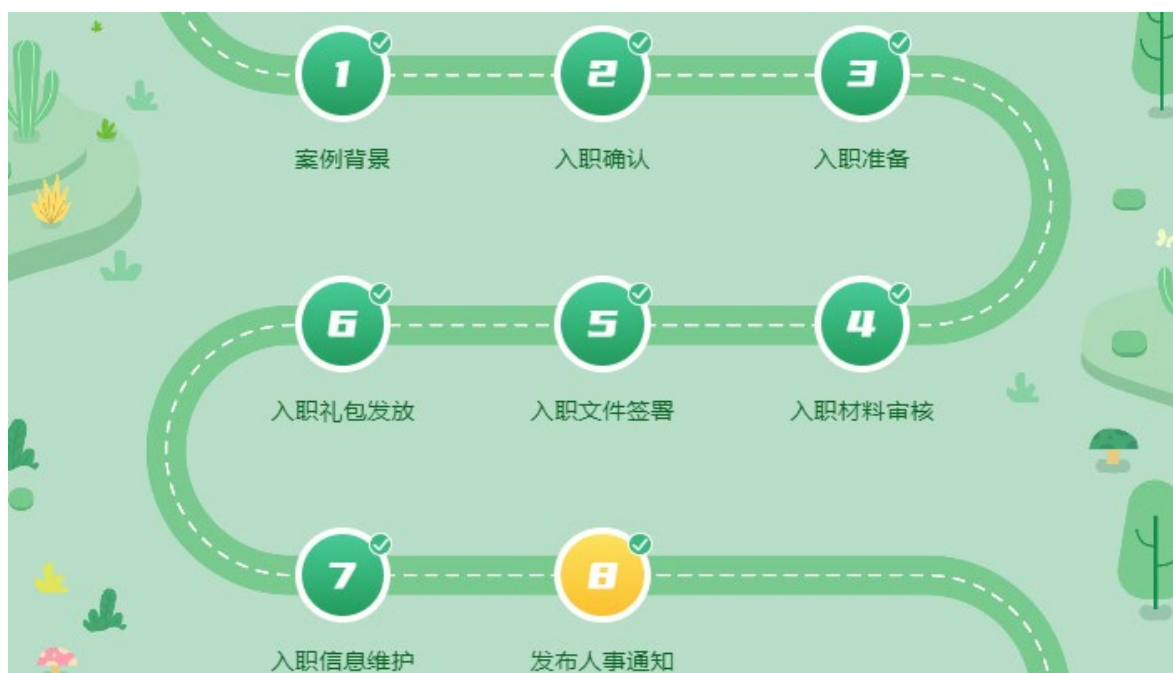 1
2
3
案例背景
入职确认
入职准备
6
5
4
入职礼包发放
入职文件签署
入职材料审核
7
8
入职信息维护
发布人事通知